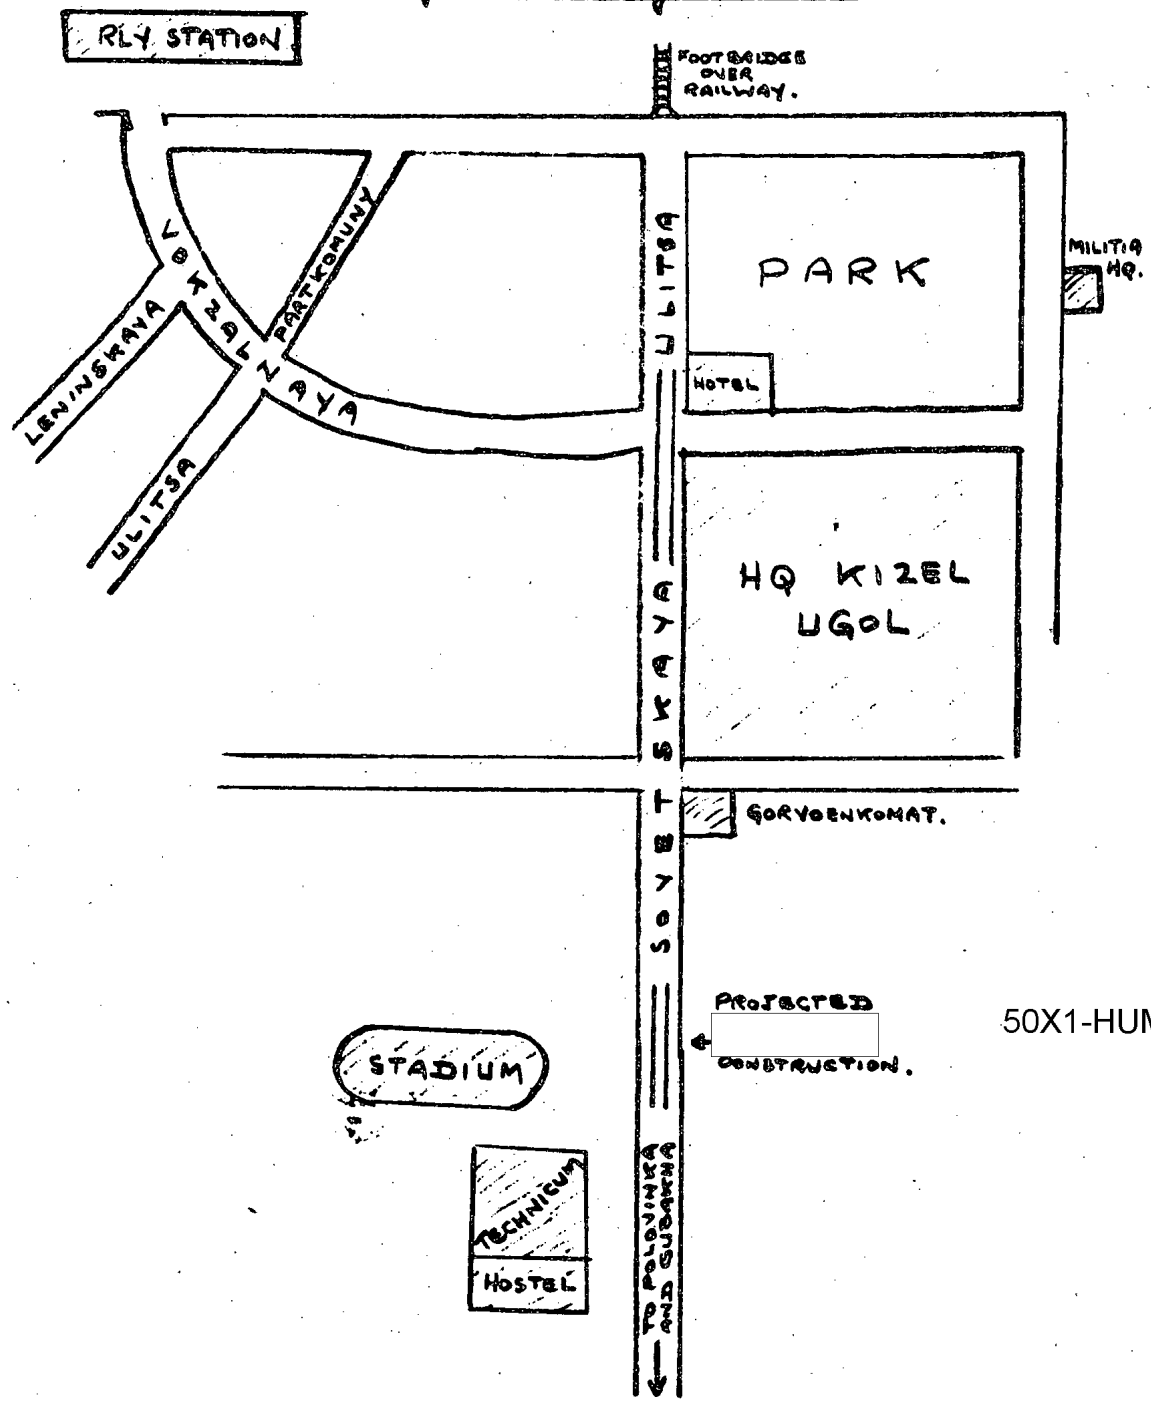 RLY STATION
FOOTBRIDGE
OVER
RAILWAY.
VOKZALNAYA
PARTKOMUNY
ULITSA
LENINSKAYA
ULITSA
PARK
MILITIA
HQ.
HOTEL
HQ KIZEL
UGOL
SOVETSKAYA
GORVOENKOMAT.
PROJECTED
CONSTRUCTION.
50X1-HUM
STADIUM
TECHNICUM
HOSTEL
TO POLOVINKA
AND GUBAKHA